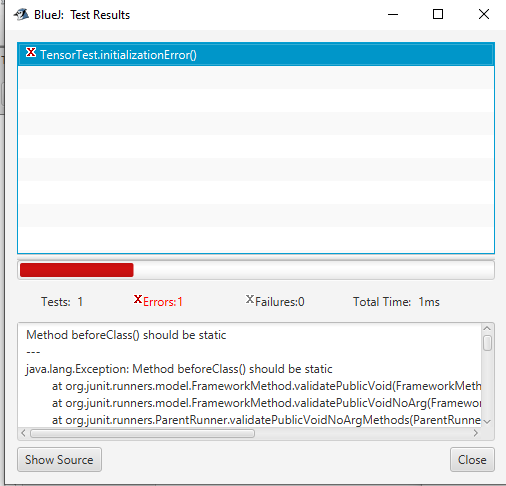 BlueJ: Test Results
TensorTest.initializationError()
Tests: 1
Errors:1
Failures:0
Total Time: 1ms
Method beforeClass() should be static
---
java.lang.Exception: Method beforeClass() should be static
at org.junit.runners.model.FrameworkMethod.validatePublicVoid(FrameworkMeth
at org.junit.runners.model.FrameworkMethod.validatePublicVoidNoArg(Framewor
at org.junit.runners.ParentRunner.validatePublicVoidNoArgMethods(ParentRunne
Show Source
Close